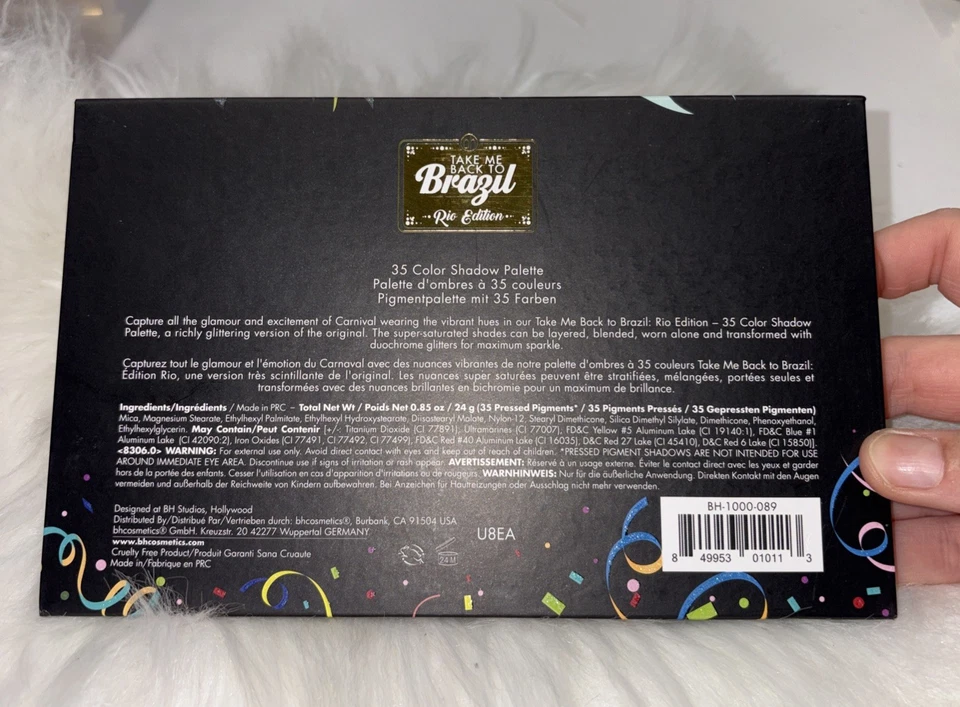 TAKE ME
BACK TO
Brazil
Rio Edition
35 Color Shadow Palette
Palette d'ombres à 35 couleurs
Pigmentpalette mit 35 Farben
Capture all the glamour and excitement of Carnival wearing the vibrant hues in our Take Me Back to Brazil: Rio Edition – 35 Color Shadow
Palette, a richly glittering version of the original. The super-saturated shades can be layered, blended, worn alone and transformed with
duochrome glitters for maximum sparkle.
Capturez tout le glamour et l'émotion du Carnaval avec des nuances vibrantes de notre palette d'ombres à 35 couleurs Take Me Back to Brazil:
Édition Rio, une version très scintillante de l'original. Les nuances super saturées peuvent être stratifiées, mélangées, portées seules et
transformées avec des nuances brillantes en bichromie pour un maximum de brillance.
Ingredients/Ingrédients / Made in PRC – Total Net Wt / Poids Net 0.85 oz / 24 g (35 Pressed Pigments* / 35 Pigments Pressés / 35 Gepressten Pigmenten)
Mica, Magnesium Stearate, Ethylhexyl Palmitate, Ethylhexyl Hydroxystearate, Diisostearyl Malate, Nylon-12, Stearyl Dimethicone, Silica Dimethyl Silylate, Dimethicone, Phenoxyethanol,
Ethylhexylglycerin. May Contain/Peut Contenir [+/-: Titanium Dioxide (CI 77891), Ultramarines (CI 77007), FD&C Yellow #5 Aluminum Lake (CI 19140:1), FD&C Blue #1
Aluminum Lake (CI 42090:2), Iron Oxides (CI 77491, CI 77492, CI 77499), FD&C Red #40 Aluminum Lake (CI 16035), D&C Red 27 Lake (CI 45410), D&C Red 6 Lake (CI 15850)].
<8306.0> WARNING: For external use only. Avoid direct contact with eyes and keep out of reach of children. *PRESSED PIGMENT SHADOWS ARE NOT INTENDED FOR USE
AROUND IMMEDIATE EYE AREA. Discontinue use if signs of irritation or rash appear. AVERTISSEMENT: Réservé à un usage externe. Éviter le contact direct avec les yeux et garder
hors de la portée des enfants. Cesser l'utilisation en cas d'apparition d'irritations ou de rougeurs. WARNHINWEIS: Nur für die äußerliche Anwendung. Direkten Kontakt mit den Augen
vermeiden und außerhalb der Reichweite von Kindern aufbewahren. Bei Anzeichen für Hautreizungen oder Ausschlag nicht mehr verwenden.
Designed at BH Studios, Hollywood
Distributed By/Distribué Par/Vertrieben durch: bhcosmetics®, Burbank, CA 91504 USA
bhcosmetics® GmbH. Kreuzstr. 20 42277 Wuppertal GERMANY
www.bhcosmetics.com
Cruelty Free Product/Produit Garanti Sana Cruaute
Made in/Fabrique en PRC
U8EA
24M
BH-1000-089
8 49953 01011 3